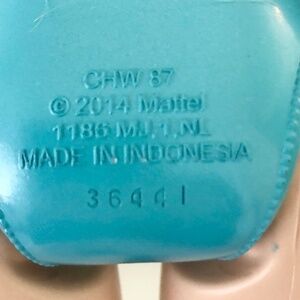 CHW 87
© 2014 Mattel
1186 MJ,1,NL
MADE IN INDONESIA
36441